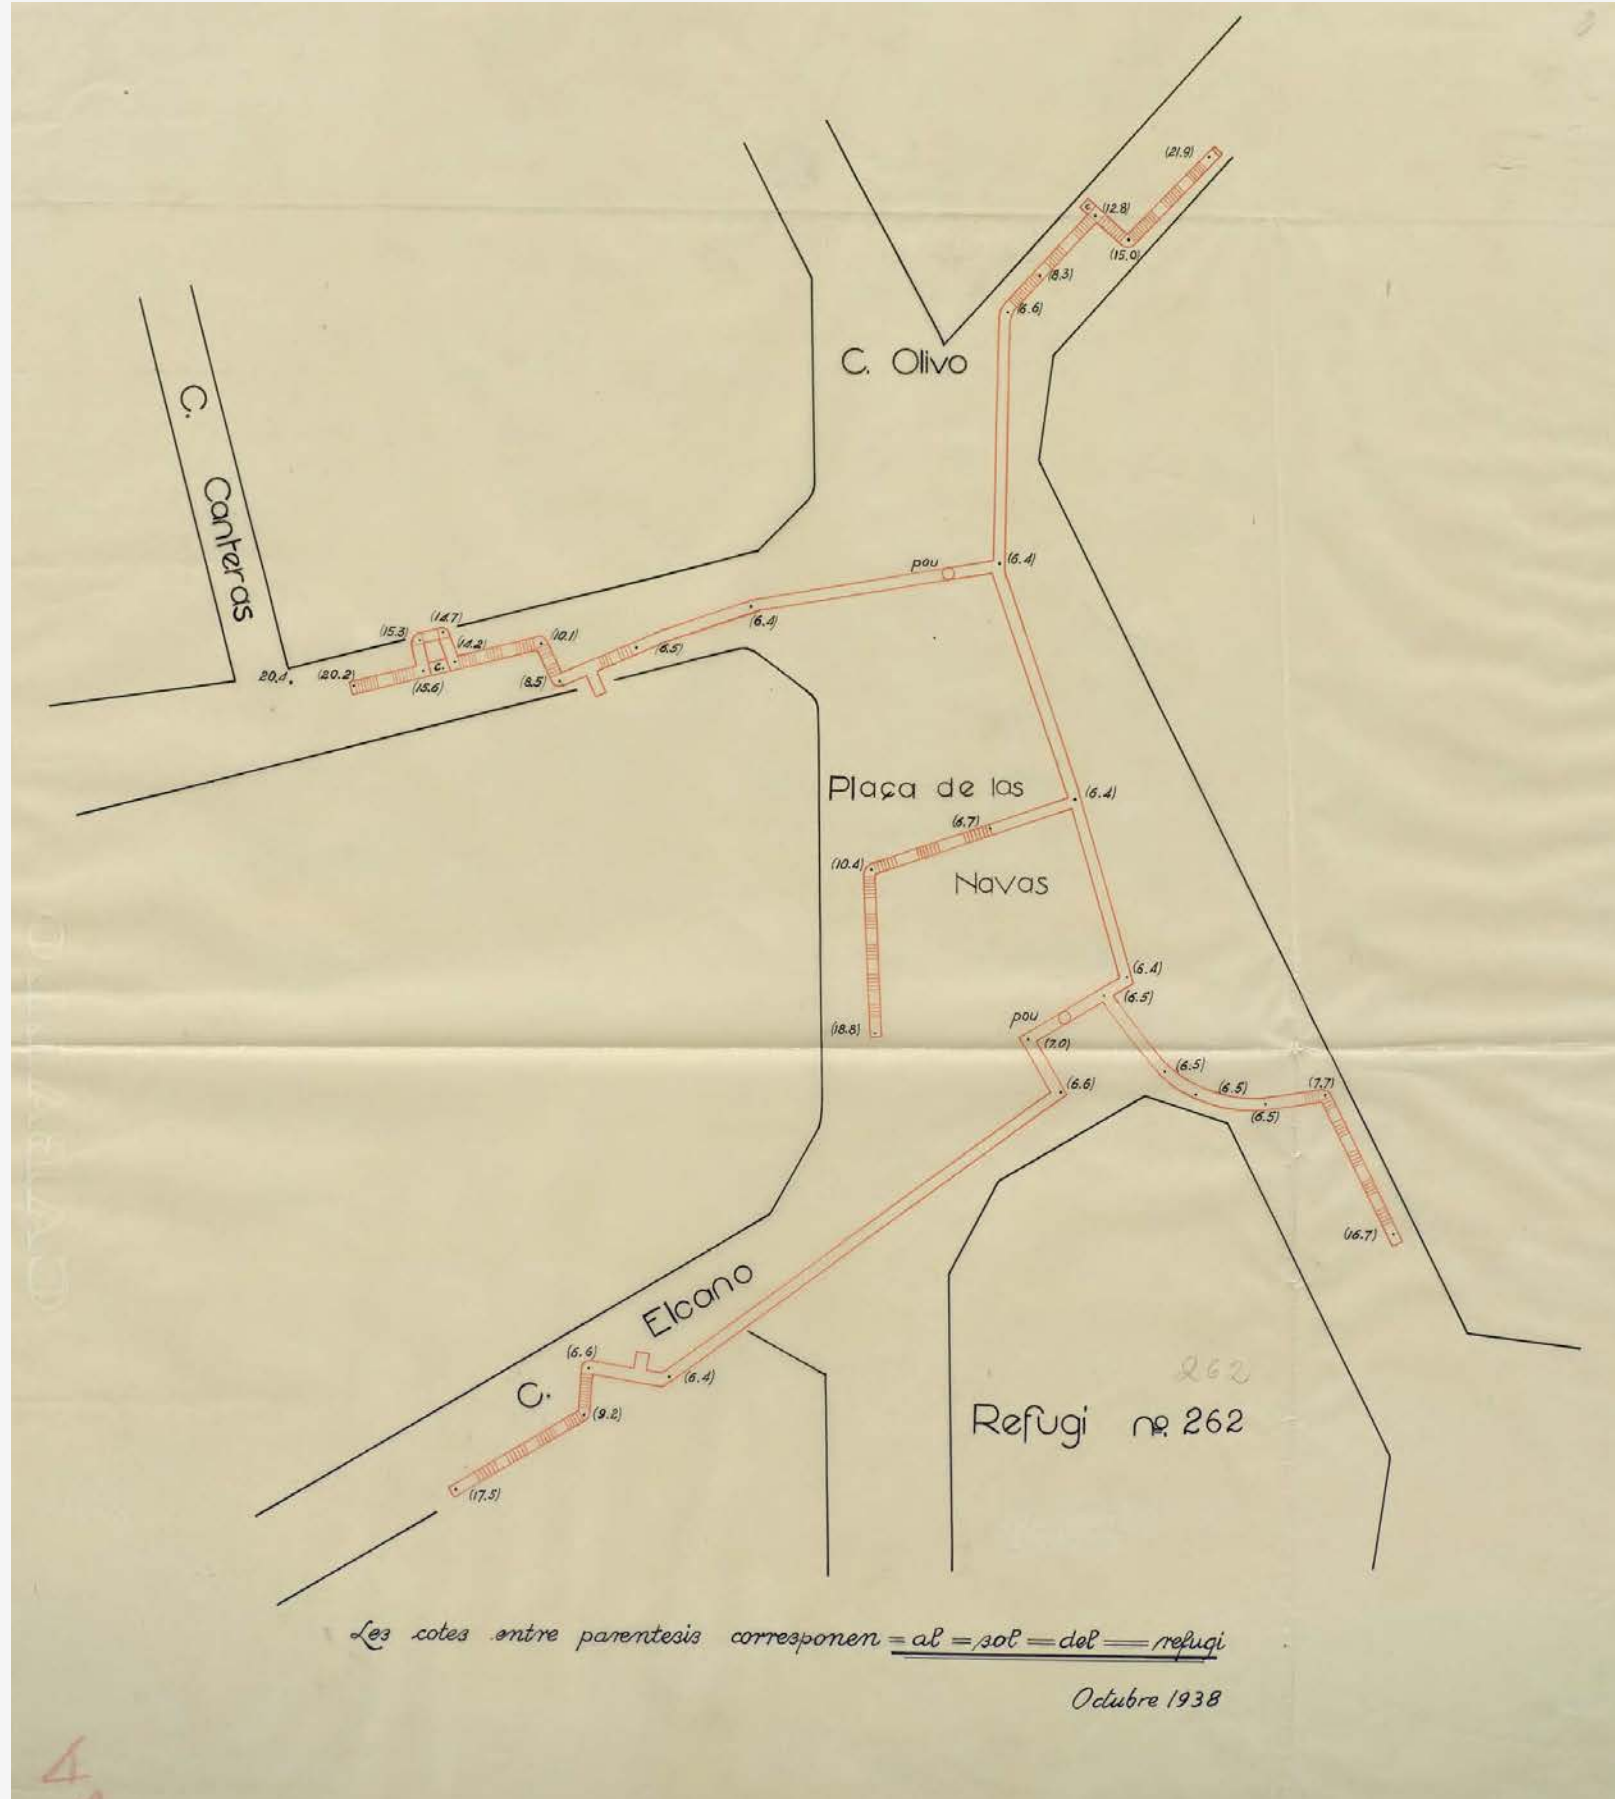 (21.9)
c
(12.8)
(15.0)
(8.3)
(6.6)
C. Olivo
C. Canteras
pou
(6.4)
(15.3)
(14.7)
(14.2)
(10.1)
(6.4)
(6.5)
20.4
(20.2)
c.
(15.6)
(8.5)
Plaça de las
(6.4)
(6.7)
(10.4)
Navas
(6.4)
(6.5)
pou
(18.8)
(7.0)
(6.5)
(6.6)
(6.5)
(7.7)
(6.5)
(16.7)
C. Elcano
(6.6)
(6.4)
262
(9.2)
Refugi nº. 262
(17.5)
Les cotes entre parentesis corresponen = al = sol = del = refugi
Octubre 1938
4